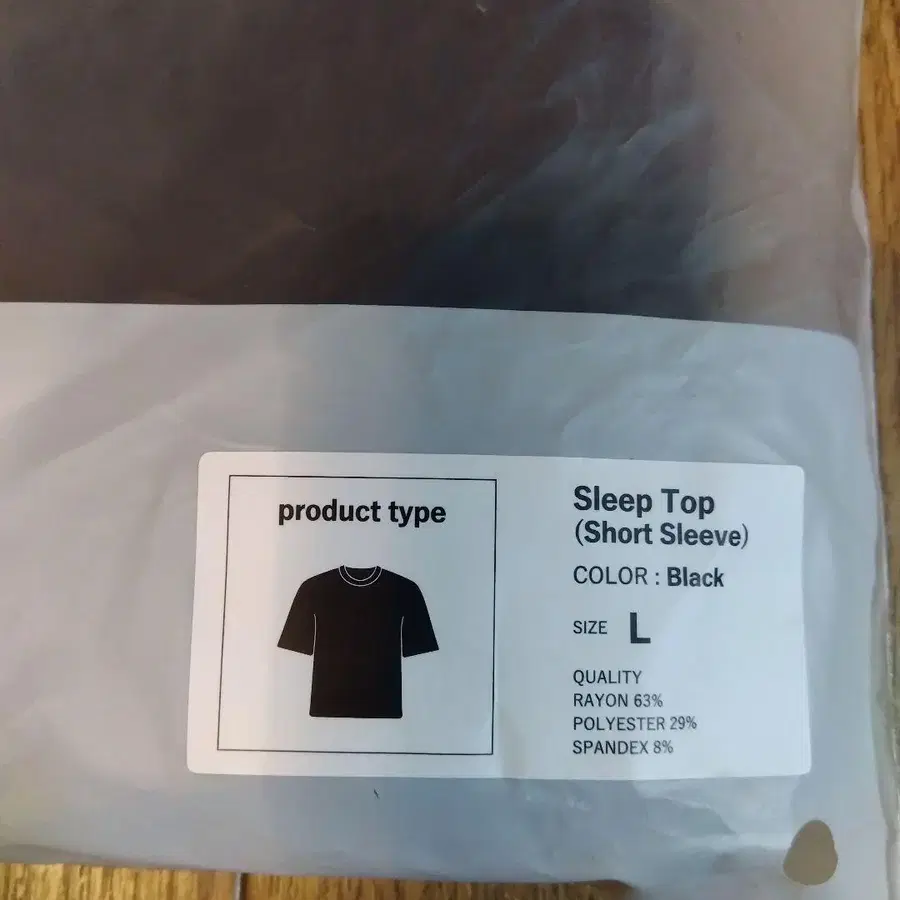 product type
Sleep Top
(Short Sleeve)
COLOR : Black
SIZE L
QUALITY
RAYON 63%
POLYESTER 29%
SPANDEX 8%